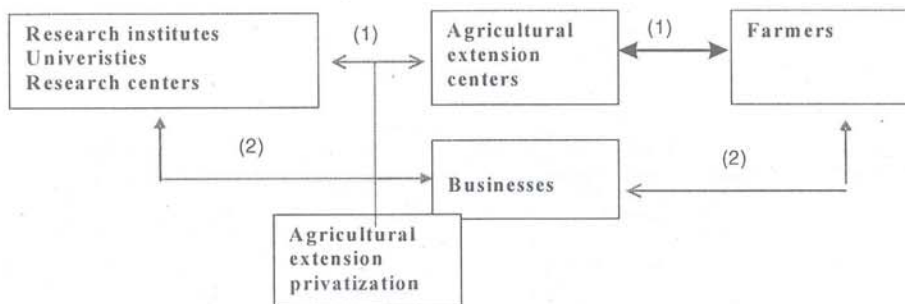 Research institutes
Univeristies
Research centers
(1)
Agricultural
extension
centers
(1)
Farmers
(2)
Businesses
(2)
Agricultural
extension
privatization